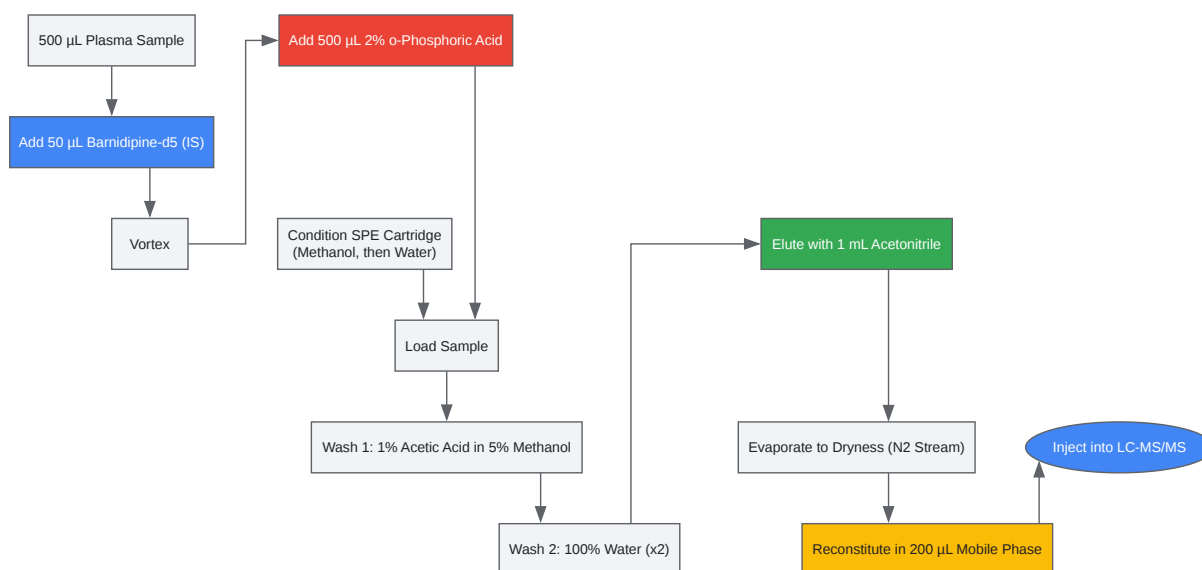 500 µL Plasma Sample
Add 50 µL Barnidipine-d5 (IS)
Vortex
Add 500 µL 2% o-Phosphoric Acid
Condition SPE Cartridge
(Methanol, then Water)
Load Sample
Wash 1: 1% Acetic Acid in 5% Methanol
Wash 2: 100% Water (x2)
Elute with 1 mL Acetonitrile
Evaporate to Dryness (N2 Stream)
Reconstitute in 200 µL Mobile Phase
Inject into LC-MS/MS